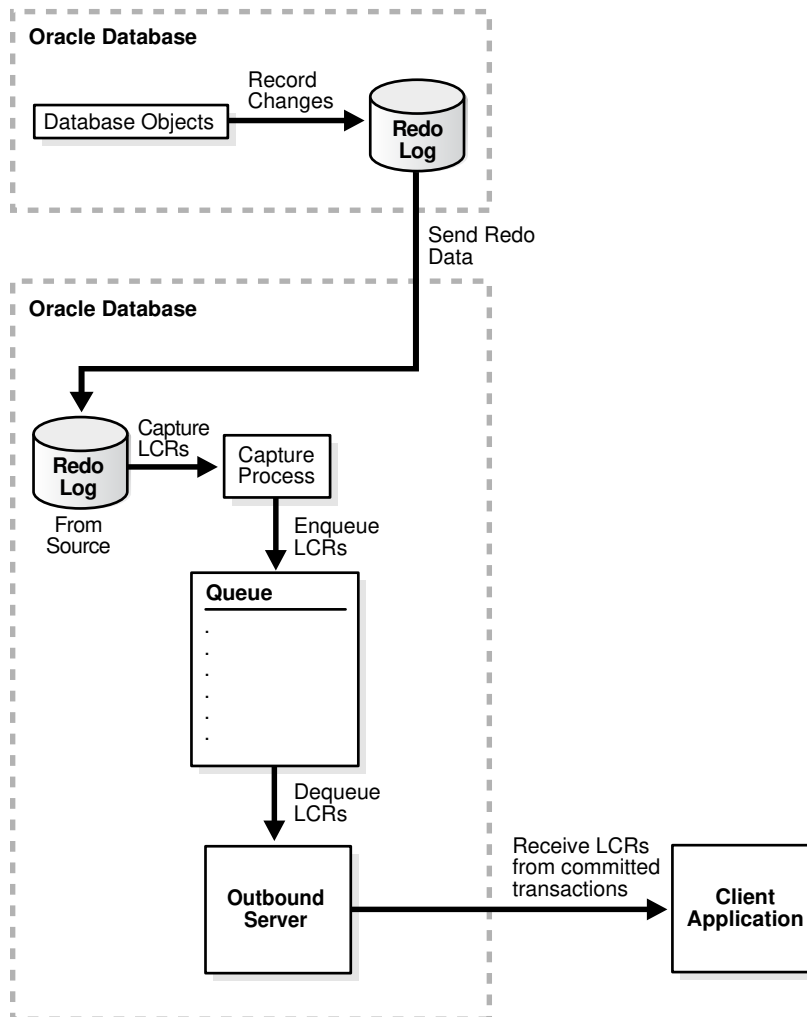 Oracle Database
Record
Changes
Database Objects
Redo
Log
Send Redo
Data
Oracle Database
Capture
LCRs
Redo
Log
Capture
Process
From
Source
Enqueue
LCRs
Queue
.
.
.
.
.
.
Dequeue
LCRs
Receive LCRs
from committed
transactions
Outbound
Server
Client
Application